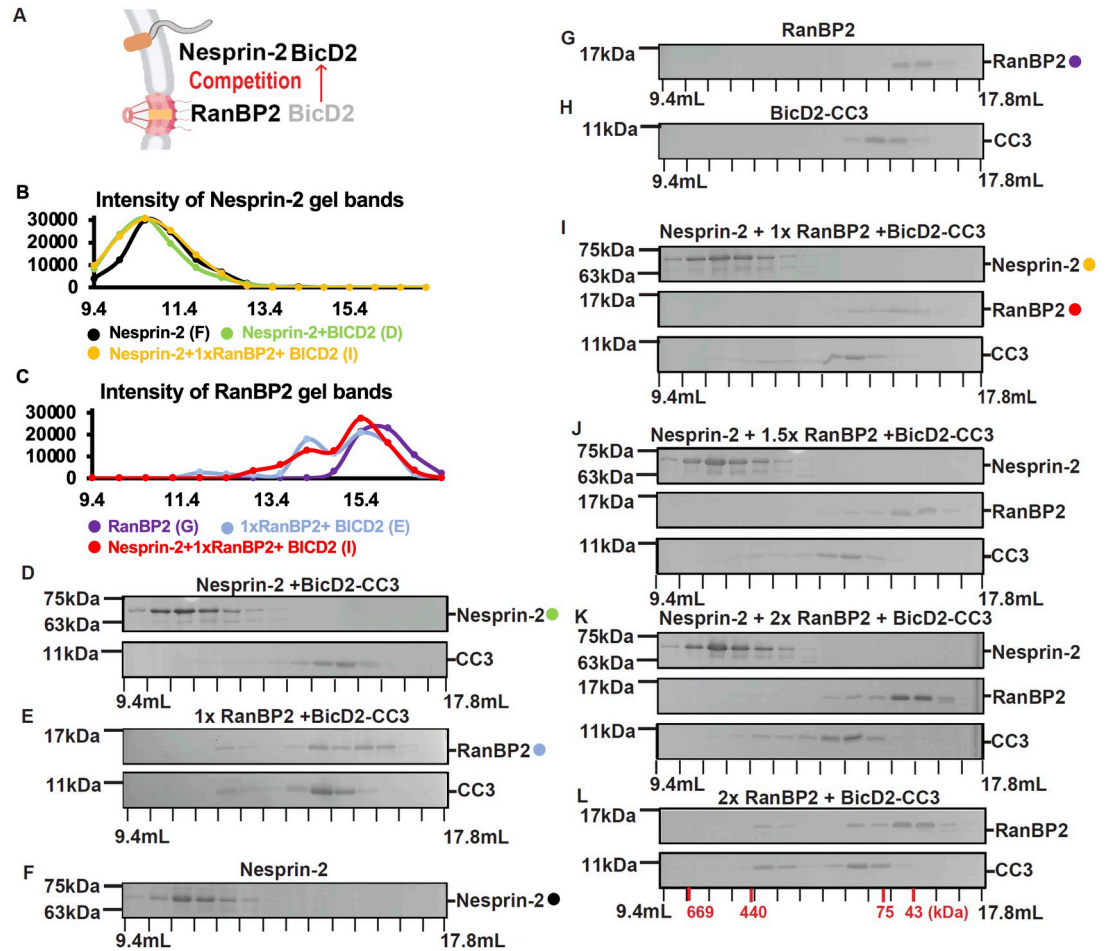 A
Nesprin-2 BicD2
Competition
RanBP2 BicD2
B
Intensity of Nesprin-2 gel bands
30000
20000
10000
0
9.4 11.4 13.4 15.4
Nesprin-2 (F) Nesprin-2+BICD2 (D)
Nesprin-2+1xRanBP2+ BICD2 (I)
C
Intensity of RanBP2 gel bands
30000
20000
10000
0
9.4 11.4 13.4 15.4
RanBP2 (G) 1xRanBP2+ BICD2 (E)
Nesprin-2+1xRanBP2+ BICD2 (I)
D
Nesprin-2 +BicD2-CC3
75kDa
63kDa
Nesprin-2
11kDa
CC3
9.4mL 17.8mL
E
1x RanBP2 +BicD2-CC3
17kDa
RanBP2
11kDa
CC3
9.4mL 17.8mL
F
Nesprin-2
75kDa
63kDa
Nesprin-2
9.4mL 17.8mL
G
RanBP2
17kDa
RanBP2
9.4mL 17.8mL
H
BicD2-CC3
11kDa
CC3
9.4mL 17.8mL
I
Nesprin-2 + 1x RanBP2 +BicD2-CC3
75kDa
63kDa
Nesprin-2
17kDa
RanBP2
11kDa
CC3
9.4mL 17.8mL
J
Nesprin-2 + 1.5x RanBP2 +BicD2-CC3
75kDa
63kDa
Nesprin-2
17kDa
RanBP2
11kDa
CC3
9.4mL 17.8mL
K
Nesprin-2 + 2x RanBP2 + BicD2-CC3
75kDa
63kDa
Nesprin-2
17kDa
RanBP2
11kDa
CC3
9.4mL 17.8mL
L
2x RanBP2 + BicD2-CC3
17kDa
RanBP2
11kDa
CC3
9.4mL 669 440 75 43 (kDa) 17.8mL